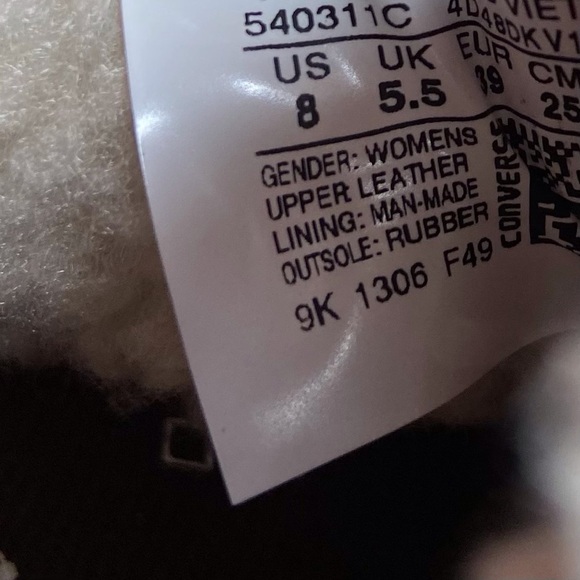 540311C
US UK EUR CM
8 5.5 39 25
GENDER: WOMENS
UPPER: LEATHER
LINING: MAN-MADE
OUTSOLE: RUBBER
9K 1306 F49
CONVERSE